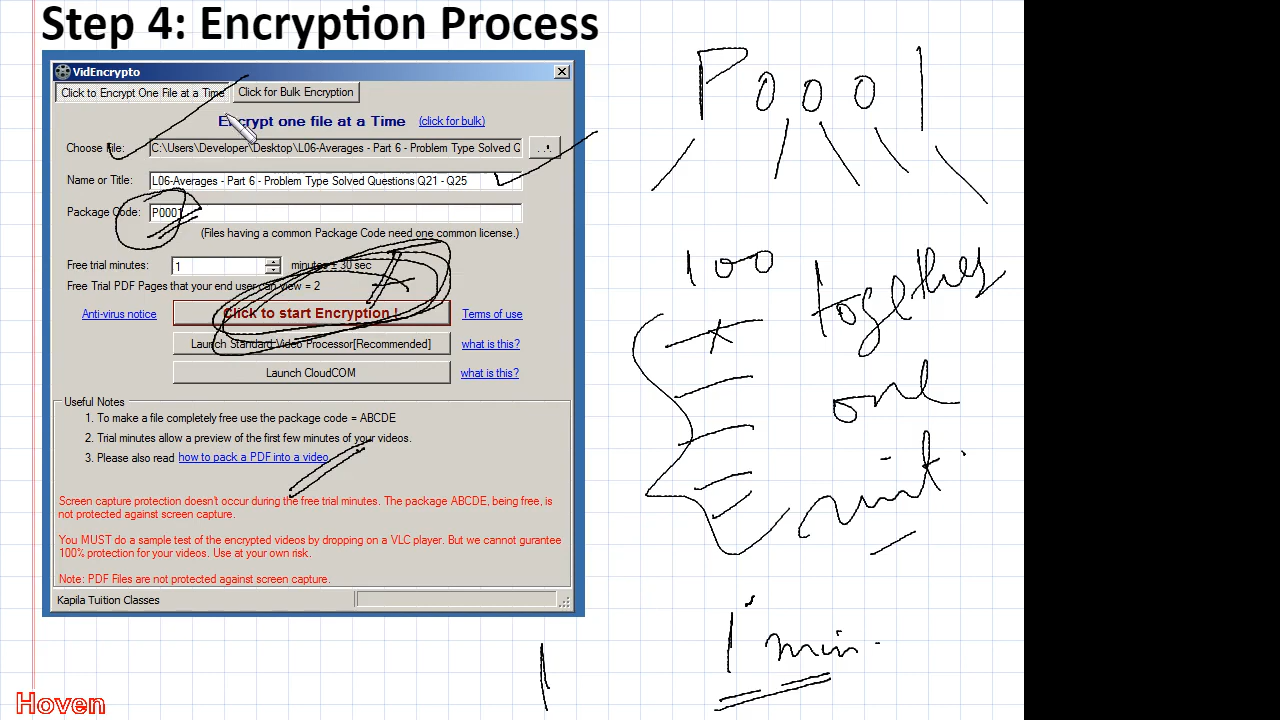 Step 4: Encryption Process
VidEncrypto
Click to Encrypt One File at a Time
Click for Bulk Encryption
Encrypt one file at a Time (click for bulk)
Choose File: C:\Users\Developer\Desktop\L06-Averages - Part 6 - Problem Type Solved Q ...
Name or Title: L06-Averages - Part 6 - Problem Type Solved Questions Q21 - Q25
Package Code: P0001
(Files having a common Package Code need one common license.)
Free trial minutes: 1 minutes ± 30 sec
Free Trial PDF Pages that your end user can view = 2
Anti-virus notice Click to start Encryption ! Terms of use
Launch Standard Video Processor[Recommended] what is this?
Launch CloudCOM what is this?
Useful Notes
1. To make a file completely free use the package code = ABCDE
2. Trial minutes allow a preview of the first few minutes of your videos.
3. Please also read how to pack a PDF into a video
Screen capture protection doesn't occur during the free trial minutes. The package ABCDE, being free, is
not protected against screen capture.
You MUST do a sample test of the encrypted videos by dropping on a VLC player. But we cannot gurantee
100% protection for your videos. Use at your own risk.
Note: PDF Files are not protected against screen capture.
Kapila Tuition Classes
P0001
100
together
one
1 min
1
Hoven